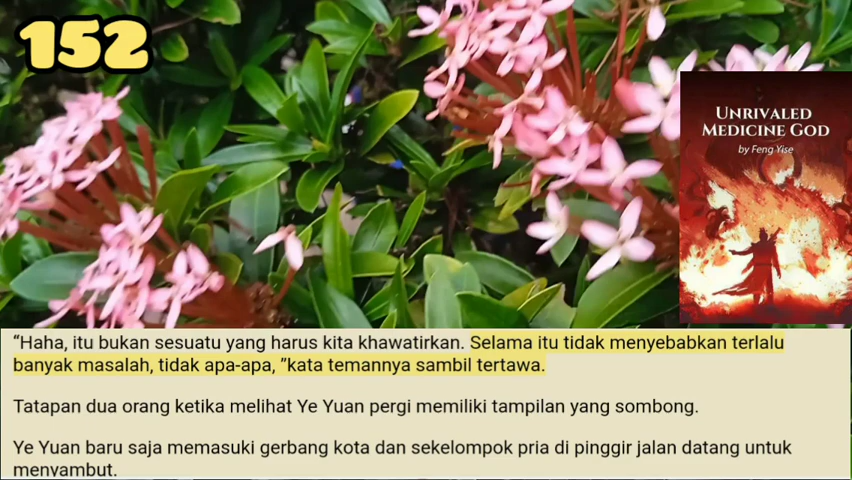 152
UNRIVALED
MEDICINE GOD
by Feng Yise
“Haha, itu bukan sesuatu yang harus kita khawatirkan. Selama itu tidak menyebabkan terlalu
banyak masalah, tidak apa-apa, ”kata temannya sambil tertawa.
Tatapan dua orang ketika melihat Ye Yuan pergi memiliki tampilan yang sombong.
Ye Yuan baru saja memasuki gerbang kota dan sekelompok pria di pinggir jalan datang untuk
menyambut.